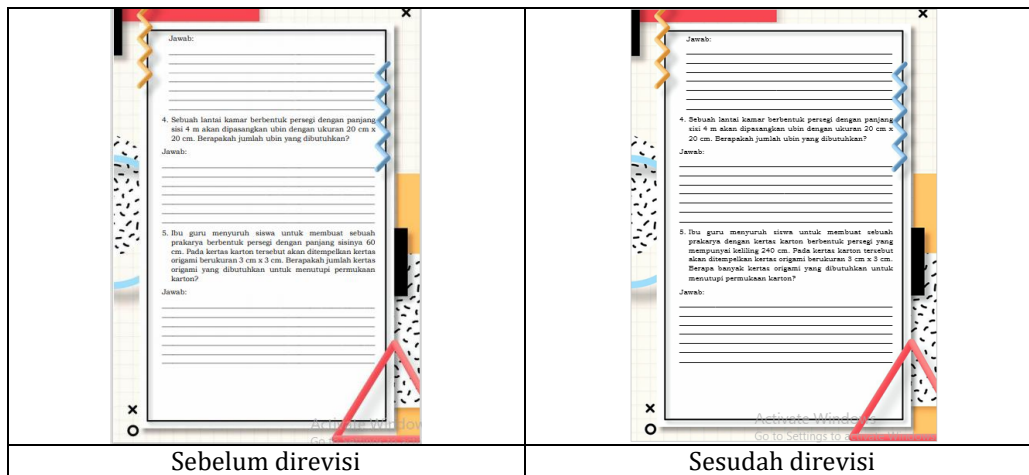 Jawab:
4. Sebuah lantai kamar berbentuk persegi dengan panjang
sisi 4 m akan dipasangkan ubin dengan ukuran 20 cm x
20 cm. Berapakah jumlah ubin yang dibutuhkan?
Jawab:
5. Ibu guru menyuruh siswa untuk membuat sebuah
prakarya berbentuk persegi dengan panjang sisinya 60
cm. Pada kertas karton tersebut akan ditempelkan kertas
origami berukuran 3 cm x 3 cm. Berapakah jumlah kertas
origami yang dibutuhkan untuk menutupi permukaan
karton?
Jawab:
Sebelum direvisi
Jawab:
4. Sebuah lantai kamar berbentuk persegi dengan panjang
sisi 4 m akan dipasangkan ubin dengan ukuran 20 cm x
20 cm. Berapakah jumlah ubin yang dibutuhkan?
Jawab:
5. Ibu guru menyuruh siswa untuk membuat sebuah
prakarya dengan kertas karton berbentuk persegi yang
mempunyai keliling 240 cm. Pada kertas karton tersebut
akan ditempelkan kertas origami berukuran 3 cm x 3 cm.
Berapa banyak kertas origami yang dibutuhkan untuk
menutupi permukaan karton?
Jawab:
Activate Windows
Go to Settings to
Sesudah direvisi